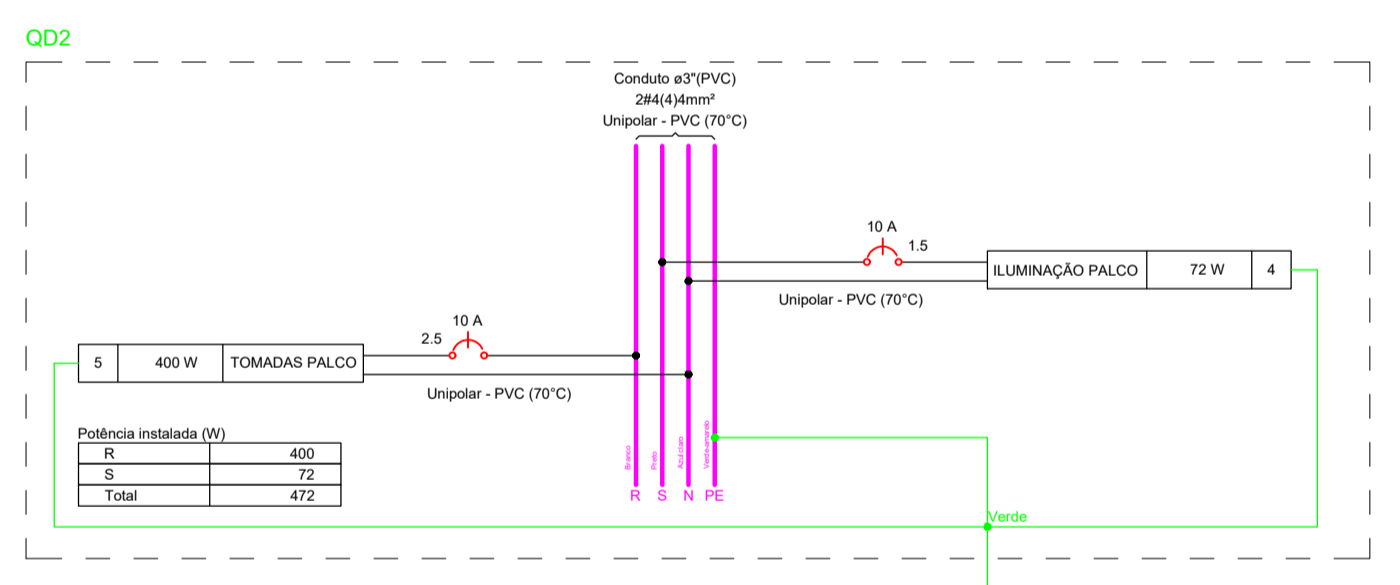 QD2
Conduto ø3"(PVC)
2#4(4)4mm²
Unipolar - PVC (70°C)
10 A
1.5
ILUMINAÇÃO PALCO 72 W 4
Unipolar - PVC (70°C)
10 A
2.5
5 400 W TOMADAS PALCO
Unipolar - PVC (70°C)
Potência instalada (W)
R 400
S 72
Total 472
Branco
Preto
Azul claro
Verde-amarelo
R S N PE
Verde